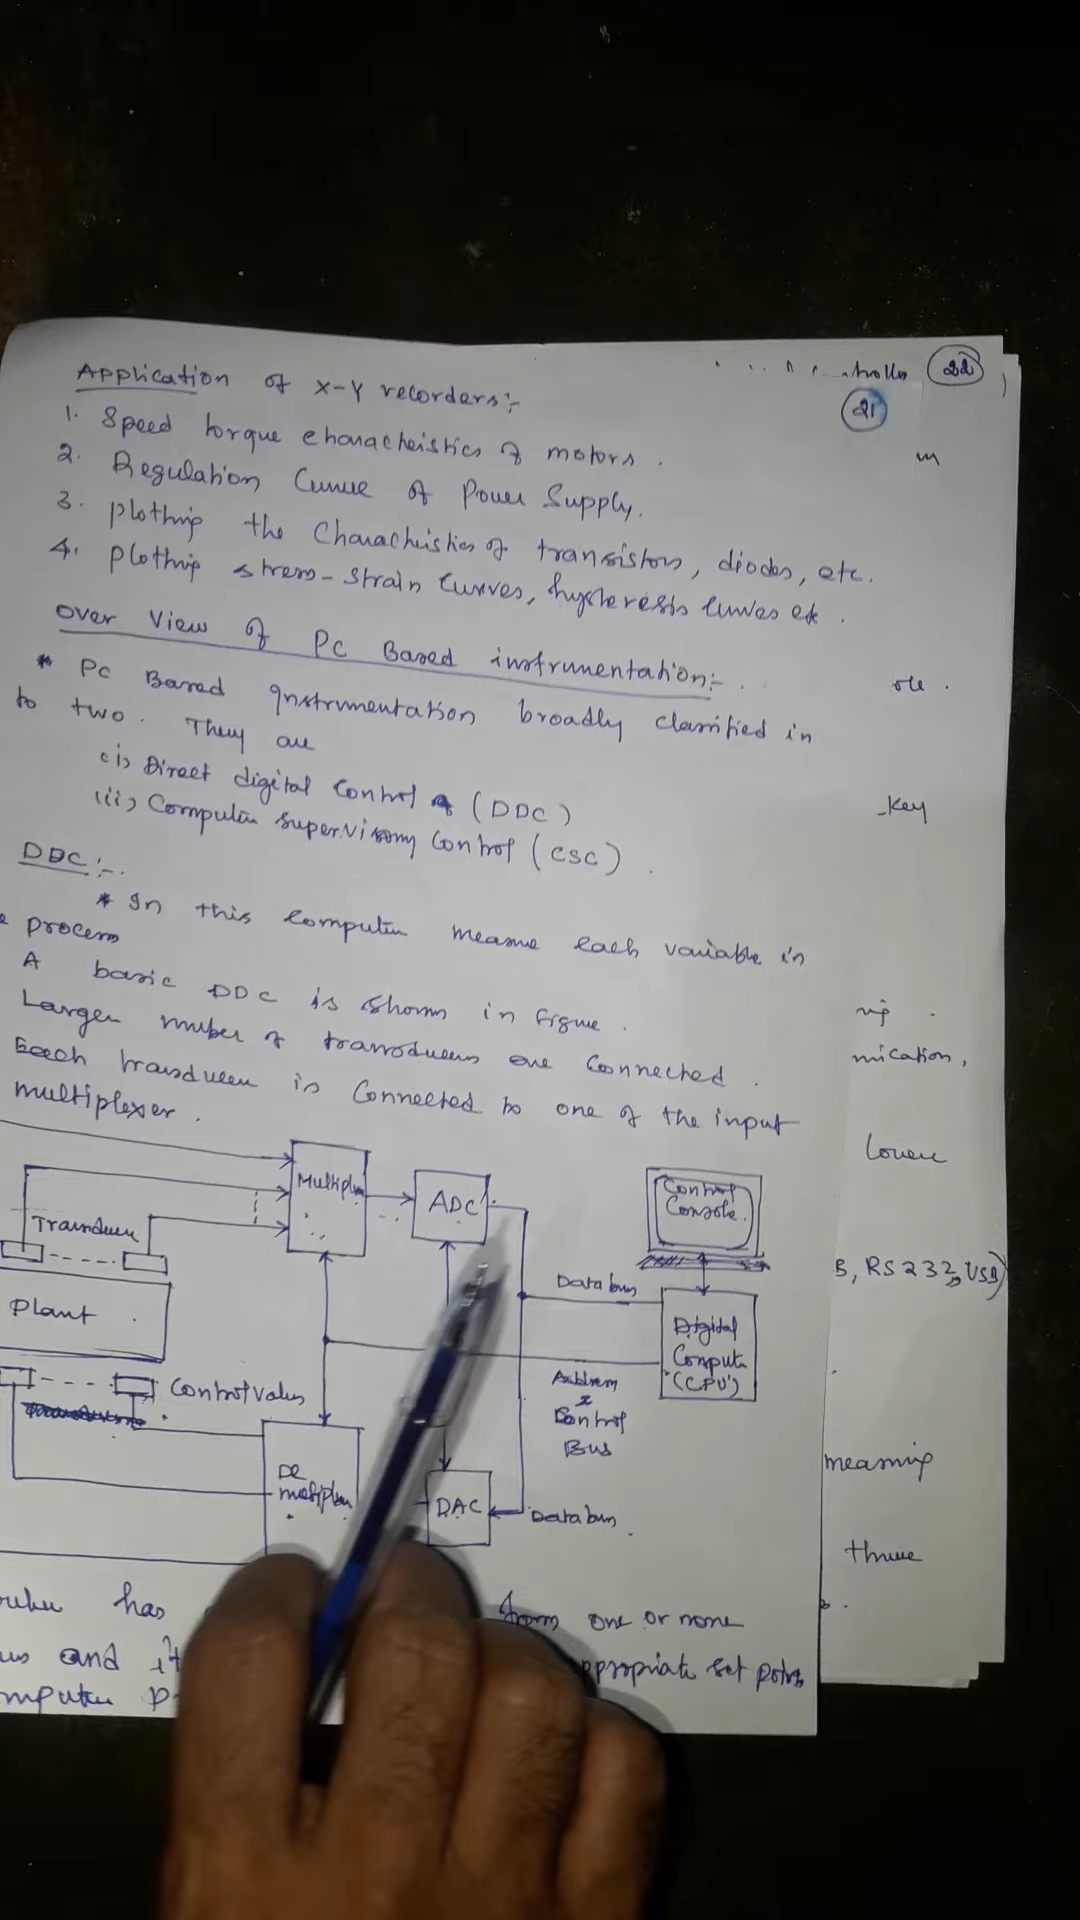 22
21
Application of X-Y recorders:-
1. Speed torque characteristics of motors.
2. Regulation Curve of Power Supply.
3. plotting the Characteristics of transistors, diodes, etc.
4. plotting stress-strain curves, hysteresis curves etc.
Over View of PC Based instrumentation:-
* PC Based Instrumentation broadly classified in
to two. They are
(i) Direct digital Control (DDC)
(ii) Computer supervisory Control (CSC).
DDC:-
* In this Computer measure each variable in
process
A basic DDC is shown in figure.
Larger number of transducers are connected.
Each transducer is Connected to one of the input
multiplexer.
Multiplexer
ADC
Control
Console.
Transducer
Data bus
Plant
Digital
Computer
(CPU)
Control Valves
Address
&
Control
Bus
De
multiplexer
DAC
Data bus
has
from one or more
and it
appropriate set points
key
mication,
B, RS232, USB)